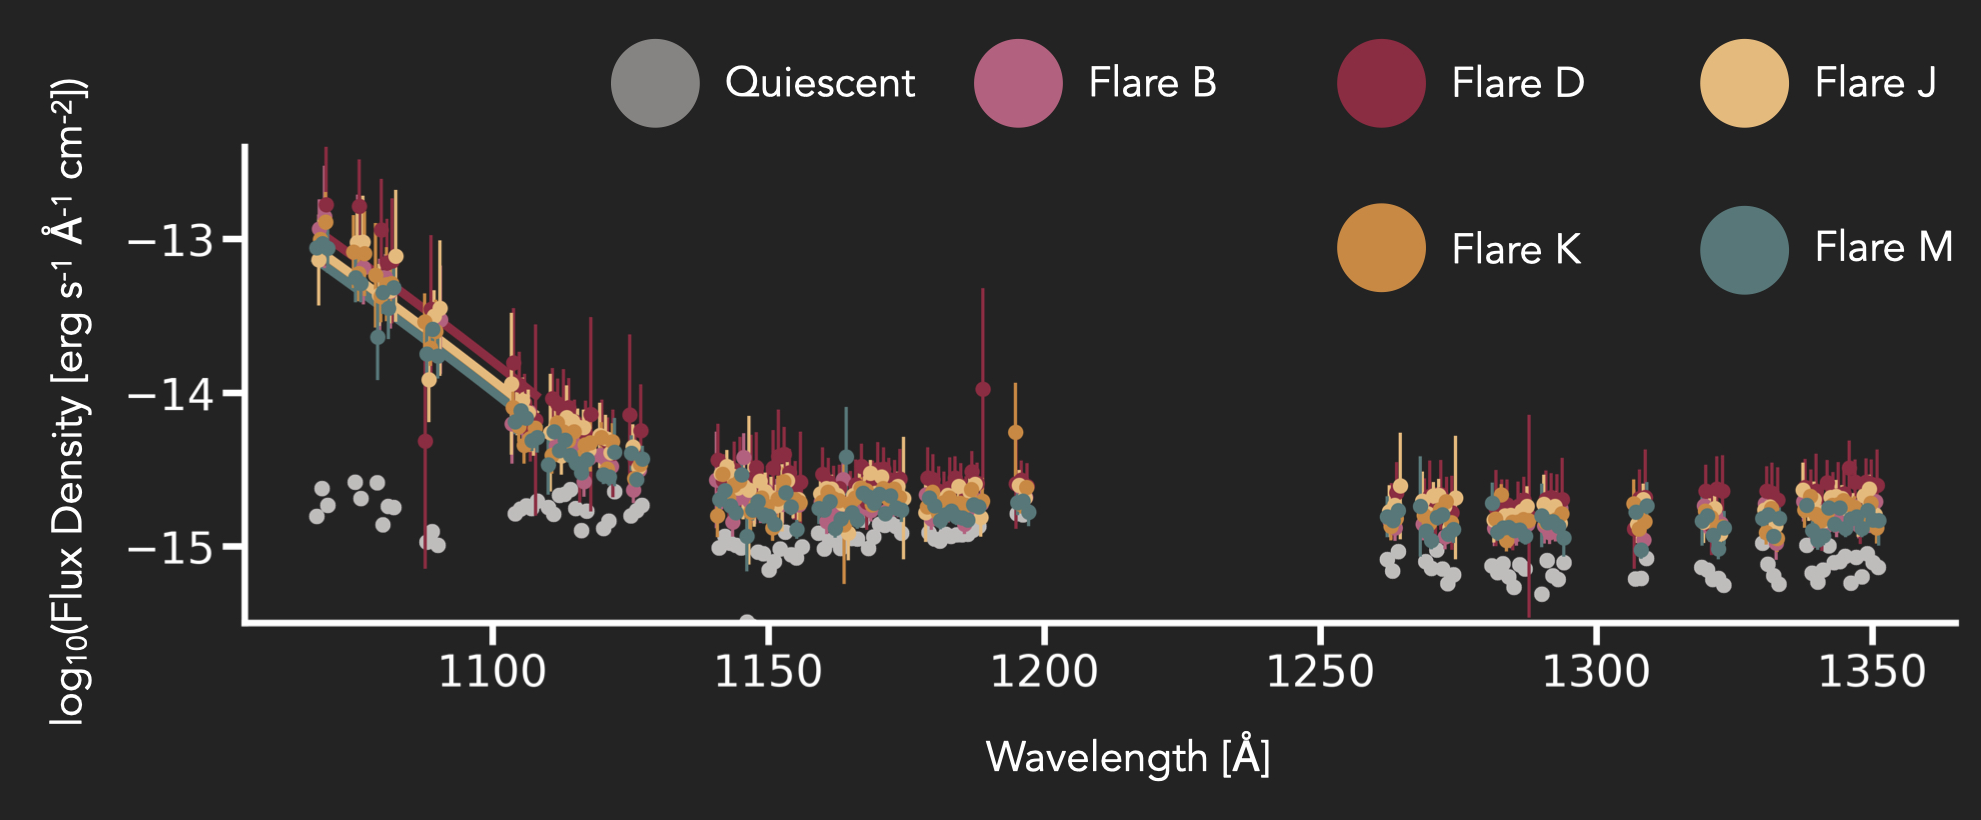 Quiescent
Flare B
Flare D
Flare J
Flare K
Flare M
log₁₀(Flux Density [erg s⁻¹ Å⁻¹ cm⁻²])
−13
−14
−15
1100
1150
1200
1250
1300
1350
Wavelength [Å]